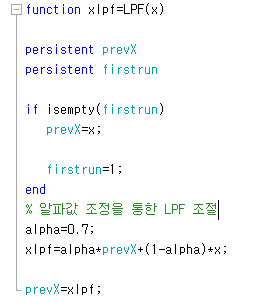 function xlpf=LPF(x)
persistent prevX
persistent firstrun
if isempty(firstrun)
prevX=x;
firstrun=1;
end
% 알파값 조정을 통한 LPF 조절
alpha=0.7;
xlpf=alpha*prevX+(1-alpha)*x;
prevX=xlpf;